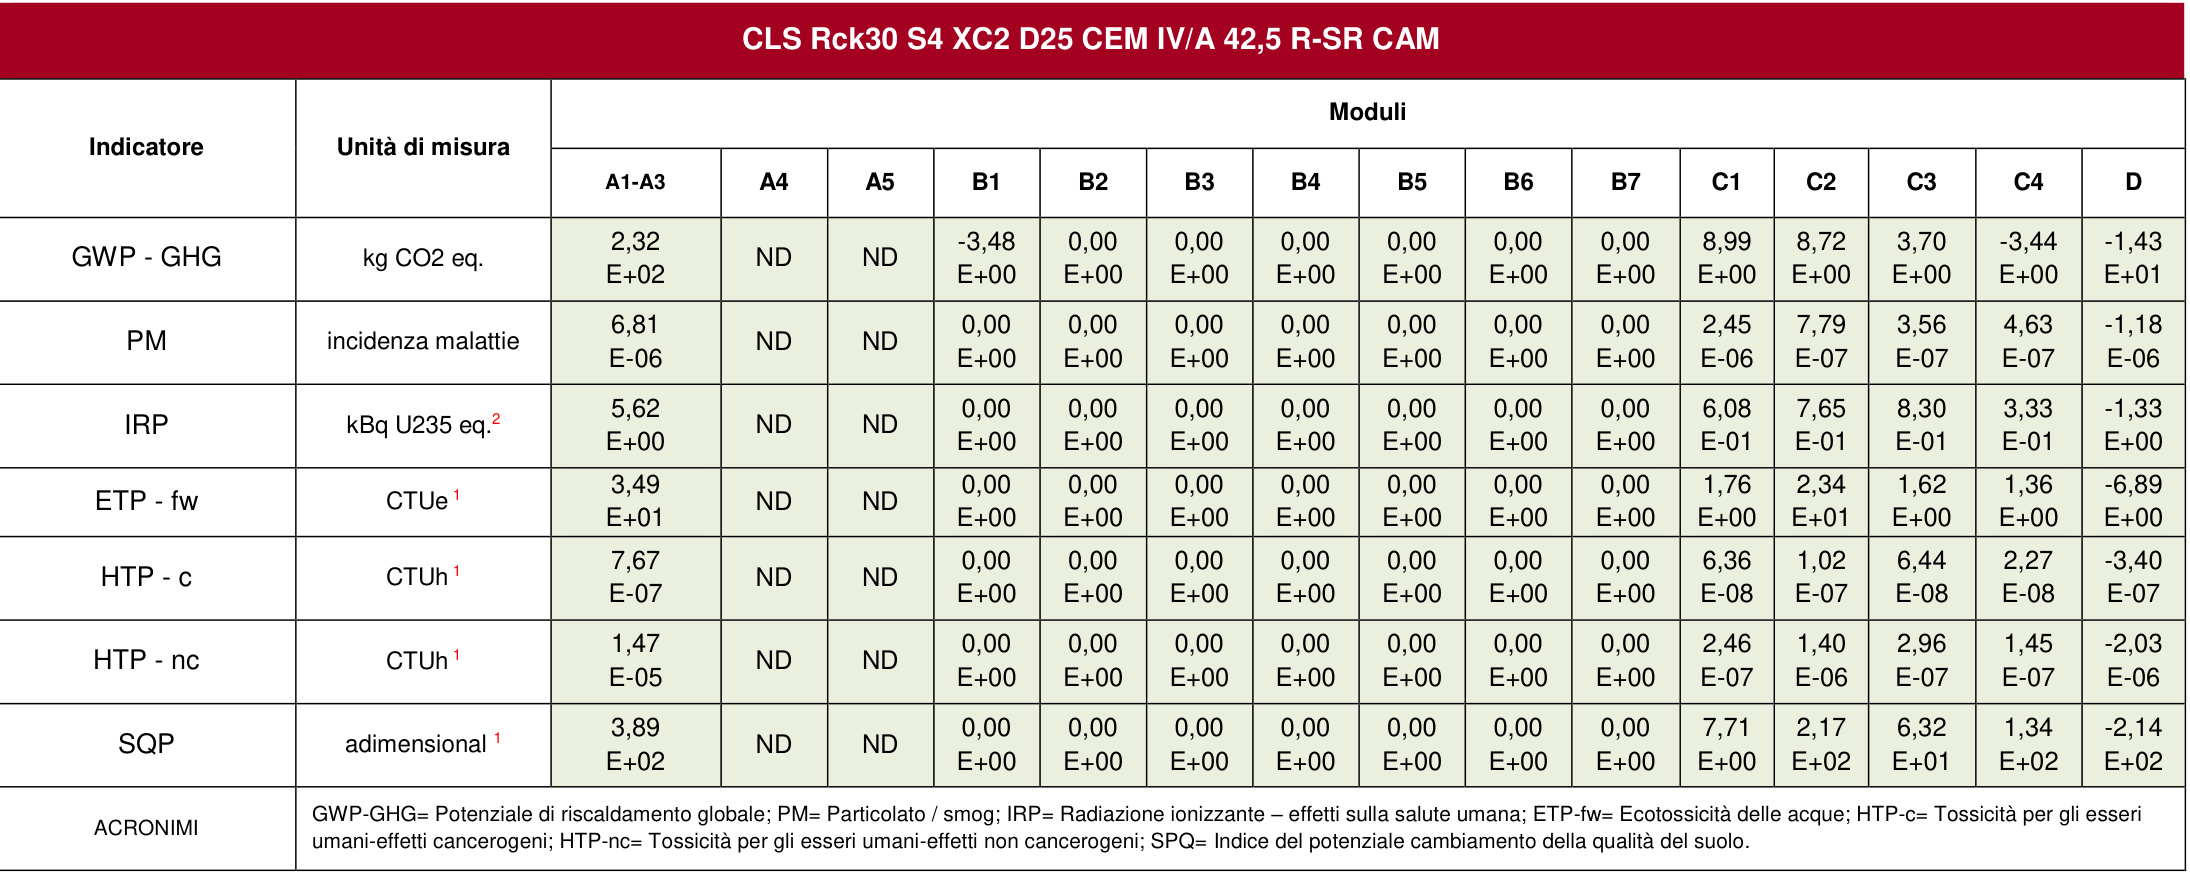 CLS Rck30 S4 XC2 D25 CEM IV/A 42,5 R-SR CAM
Indicatore Unità di misura Moduli
A1-A3 A4 A5 B1 B2 B3 B4 B5 B6 B7 C1 C2 C3 C4 D
GWP - GHG kg CO2 eq. 2,32 E+02 ND ND -3,48 E+00 0,00 E+00 0,00 E+00 0,00 E+00 0,00 E+00 0,00 E+00 0,00 E+00 8,99 E+00 8,72 E+00 3,70 E+00 -3,44 E+00 -1,43 E+01
PM incidenza malattie 6,81 E-06 ND ND 0,00 E+00 0,00 E+00 0,00 E+00 0,00 E+00 0,00 E+00 0,00 E+00 0,00 E+00 2,45 E-06 7,79 E-07 3,56 E-07 4,63 E-07 -1,18 E-06
IRP kBq U235 eq.2 5,62 E+00 ND ND 0,00 E+00 0,00 E+00 0,00 E+00 0,00 E+00 0,00 E+00 0,00 E+00 0,00 E+00 6,08 E-01 7,65 E-01 8,30 E-01 3,33 E-01 -1,33 E+00
ETP - fw CTUe 1 3,49 E+01 ND ND 0,00 E+00 0,00 E+00 0,00 E+00 0,00 E+00 0,00 E+00 0,00 E+00 0,00 E+00 1,76 E+00 2,34 E+01 1,62 E+00 1,36 E+00 -6,89 E+00
HTP - c CTUh 1 7,67 E-07 ND ND 0,00 E+00 0,00 E+00 0,00 E+00 0,00 E+00 0,00 E+00 0,00 E+00 0,00 E+00 6,36 E-08 1,02 E-07 6,44 E-08 2,27 E-08 -3,40 E-07
HTP - nc CTUh 1 1,47 E-05 ND ND 0,00 E+00 0,00 E+00 0,00 E+00 0,00 E+00 0,00 E+00 0,00 E+00 0,00 E+00 2,46 E-07 1,40 E-06 2,96 E-07 1,45 E-07 -2,03 E-06
SQP adimensional 1 3,89 E+02 ND ND 0,00 E+00 0,00 E+00 0,00 E+00 0,00 E+00 0,00 E+00 0,00 E+00 0,00 E+00 7,71 E+00 2,17 E+02 6,32 E+01 1,34 E+02 -2,14 E+02
ACRONIMI GWP-GHG= Potenziale di riscaldamento globale; PM= Particolato / smog; IRP= Radiazione ionizzante – effetti sulla salute umana; ETP-fw= Ecotossicità delle acque; HTP-c= Tossicità per gli esseri
umani-effetti cancerogeni; HTP-nc= Tossicità per gli esseri umani-effetti non cancerogeni; SPQ= Indice del potenziale cambiamento della qualità del suolo.